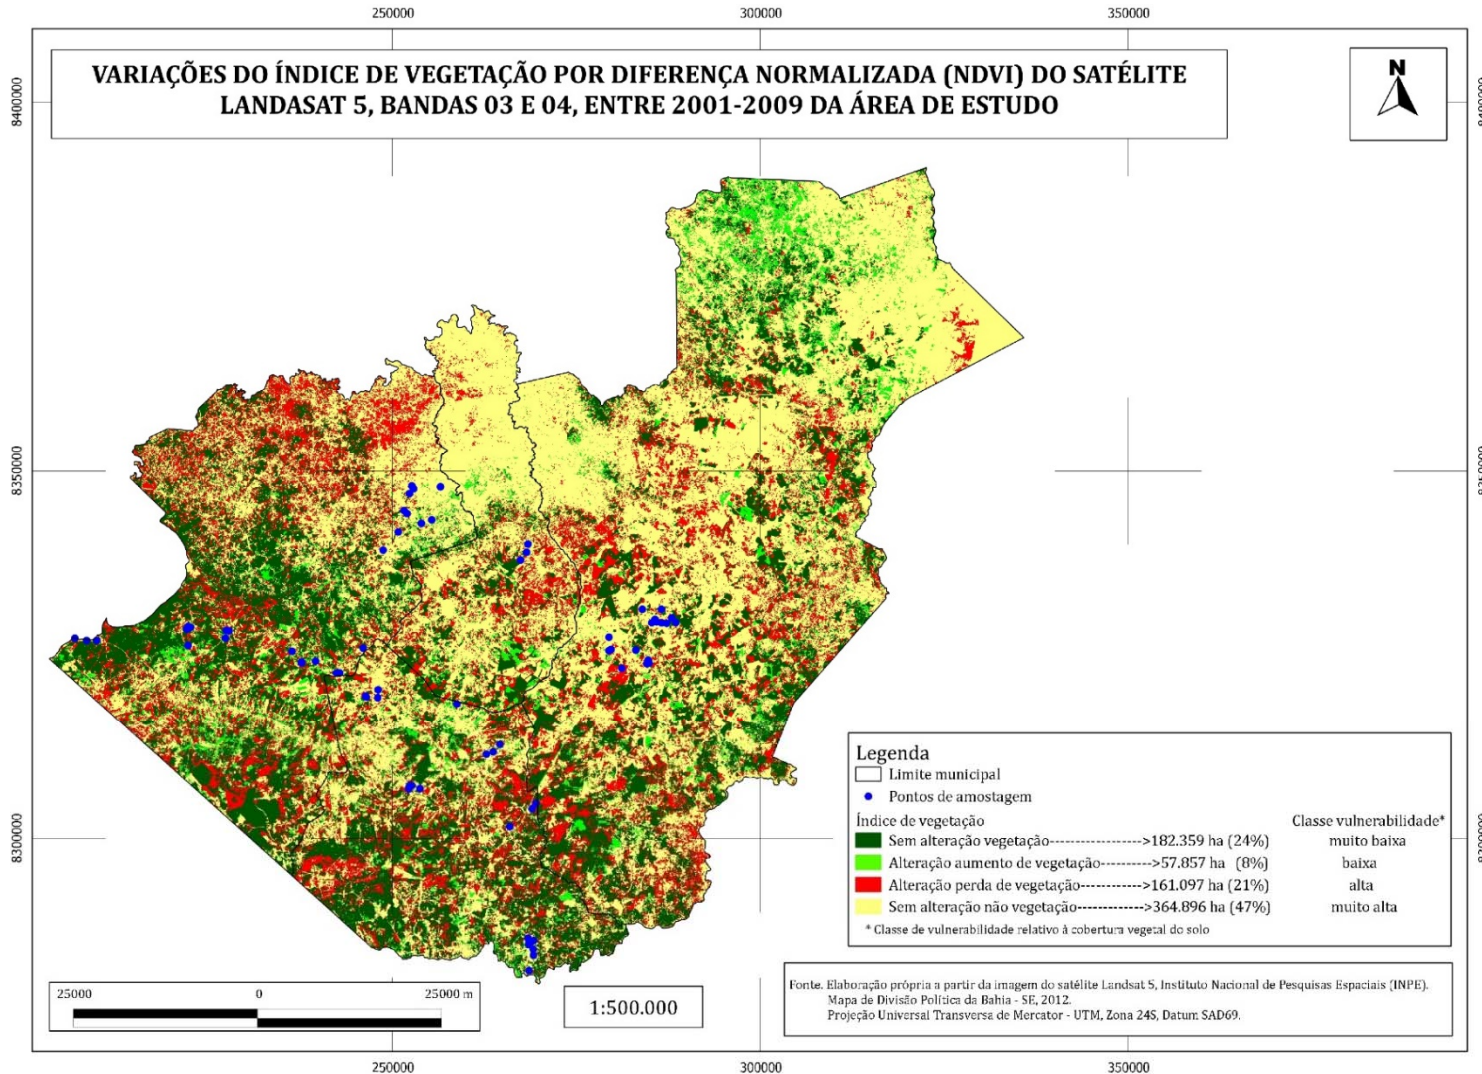 250000
300000
350000
VARIAÇÕES DO ÍNDICE DE VEGETAÇÃO POR DIFERENÇA NORMALIZADA (NDVI) DO SATÉLITE
LANDASAT 5, BANDAS 03 E 04, ENTRE 2001-2009 DA ÁREA DE ESTUDO
N
8400000
8350000
8300000
Legenda
Limite municipal
Pontos de amostagem
Índice de vegetação Classe vulnerabilidade*
Sem alteração vegetação----------------->182.359 ha (24%) muito baixa
Alteração aumento de vegetação---------->57.857 ha (8%) baixa
Alteração perda de vegetação------------>161.097 ha (21%) alta
Sem alteração não vegetação------------->364.896 ha (47%) muito alta
* Classe de vulnerabilidade relativo à cobertura vegetal do solo
25000 0 25000 m
1:500.000
Fonte. Elaboração própria a partir da imagem do satélite Landsat 5, Instituto Nacional de Pesquisas Espaciais (INPE).
Mapa de Divisão Política da Bahia - SE, 2012.
Projeção Universal Transversa de Mercator - UTM, Zona 24S, Datum SAD69.
250000
300000
350000